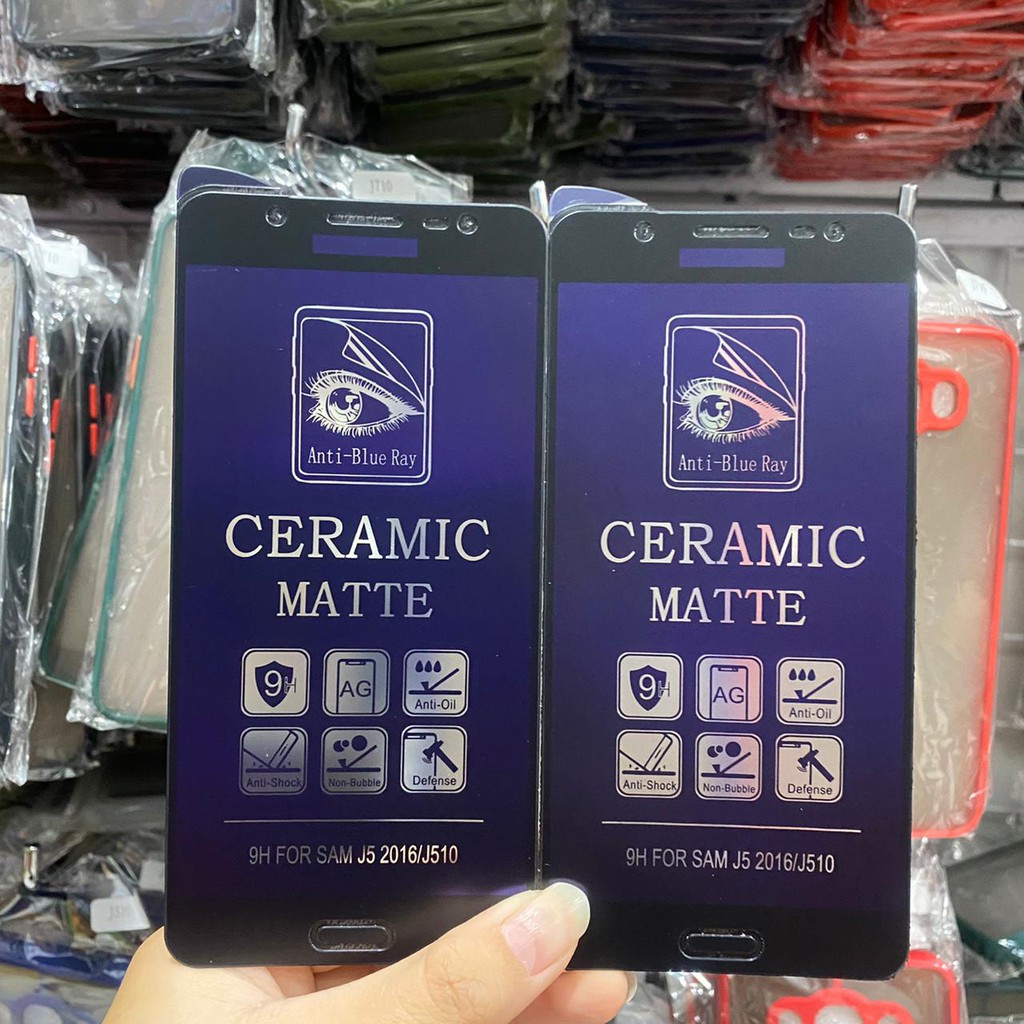 J710
Anti-Blue Ray
CERAMIC
MATTE
9H
AG
Anti-Oil
Anti-Shock
Non-Bubble
Defense
9H FOR SAM J5 2016/J510
Anti-Blue Ray
CERAMIC
MATTE
9H
AG
Anti-Oil
Anti-Shock
Non-Bubble
Defense
9H FOR SAM J5 2016/J510